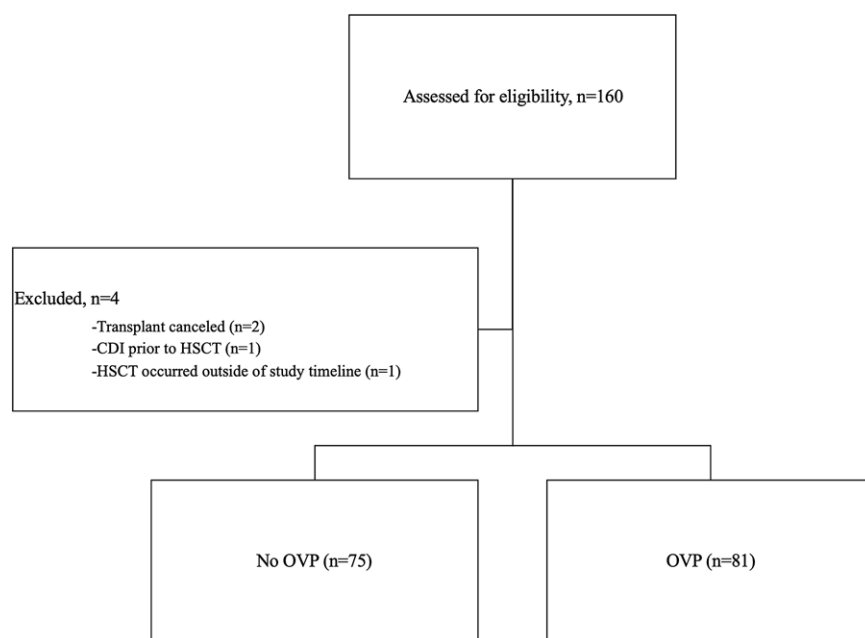 Assessed for eligibility, n=160
Excluded, n=4
-Transplant canceled (n=2)
-CDI prior to HSCT (n=1)
-HSCT occurred outside of study timeline (n=1)
No OVP (n=75)
OVP (n=81)